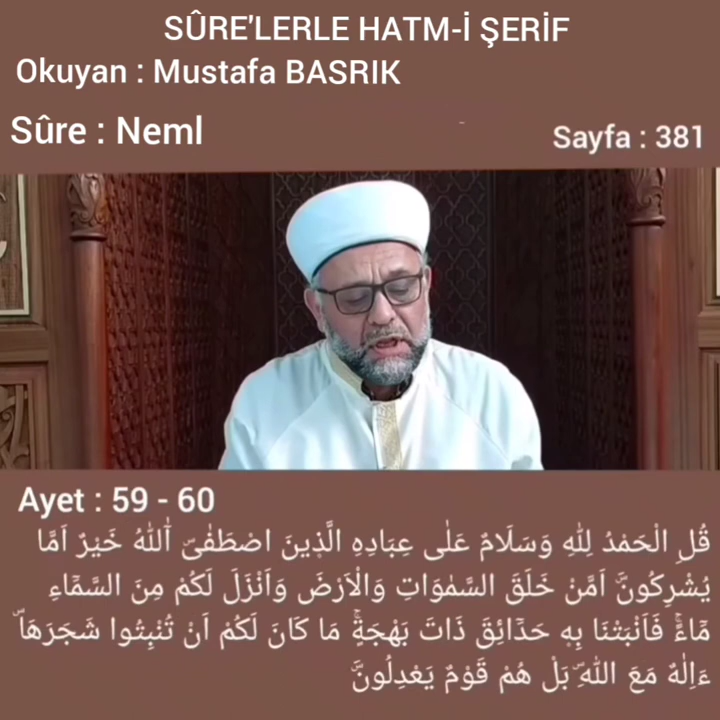 SÛRE'LERLE HATM-İ ŞERİF
Okuyan : Mustafa BASRIK
Sûre : Neml
Sayfa : 381
Ayet : 59 - 60
قُلِ الْحَمْدُ لِلّٰهِ وَسَلَامٌ عَلٰى عِبَادِهِ الَّذ۪ينَ اصْطَفٰىۜ آٰللّٰهُ خَيْرٌ اَمَّا
يُشْرِكُونَۜ اَمَّنْ خَلَقَ السَّمٰوَاتِ وَالْاَرْضَ وَاَنْزَلَ لَكُمْ مِنَ السَّمَٓاءِ
مَٓاءًۚ فَاَنْبَتْنَا بِه۪ حَدَٓائِقَ ذَاتَ بَهْجَةٍۚ مَا كَانَ لَكُمْ اَنْ تُنْبِتُوا شَجَرَهَاۜ
ءَاِلٰهٌ مَعَ اللّٰهِۜ بَلْ هُمْ قَوْمٌ يَعْدِلُونَۜ